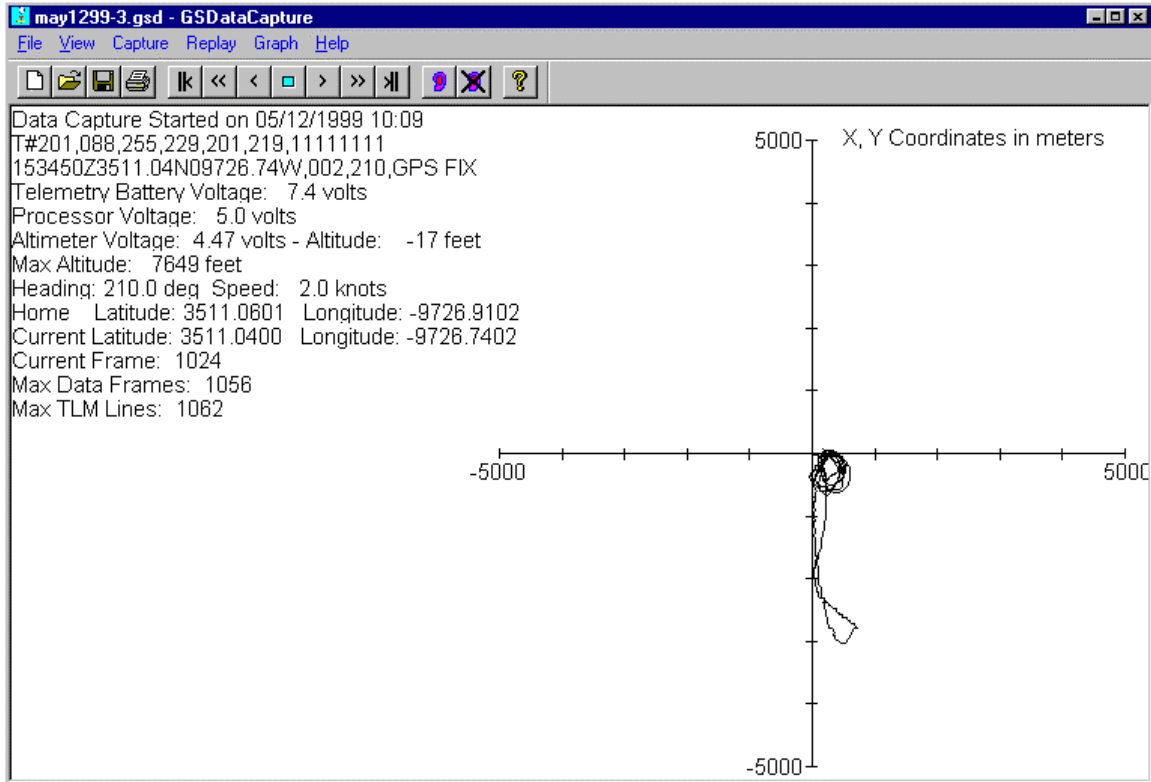 may1299-3.gsd - GSDataCapture
File View Capture Replay Graph Help
Data Capture Started on 05/12/1999 10:09
T#201,088,255,229,201,219,11111111
153450Z3511.04N09726.74W,002,210,GPS FIX
Telemetry Battery Voltage: 7.4 volts
Processor Voltage: 5.0 volts
Altimeter Voltage: 4.47 volts - Altitude: -17 feet
Max Altitude: 7649 feet
Heading: 210.0 deg Speed: 2.0 knots
Home Latitude: 3511.0601 Longitude: -9726.9102
Current Latitude: 3511.0400 Longitude: -9726.7402
Current Frame: 1024
Max Data Frames: 1056
Max TLM Lines: 1062
5000 X, Y Coordinates in meters
-5000 5000
-5000